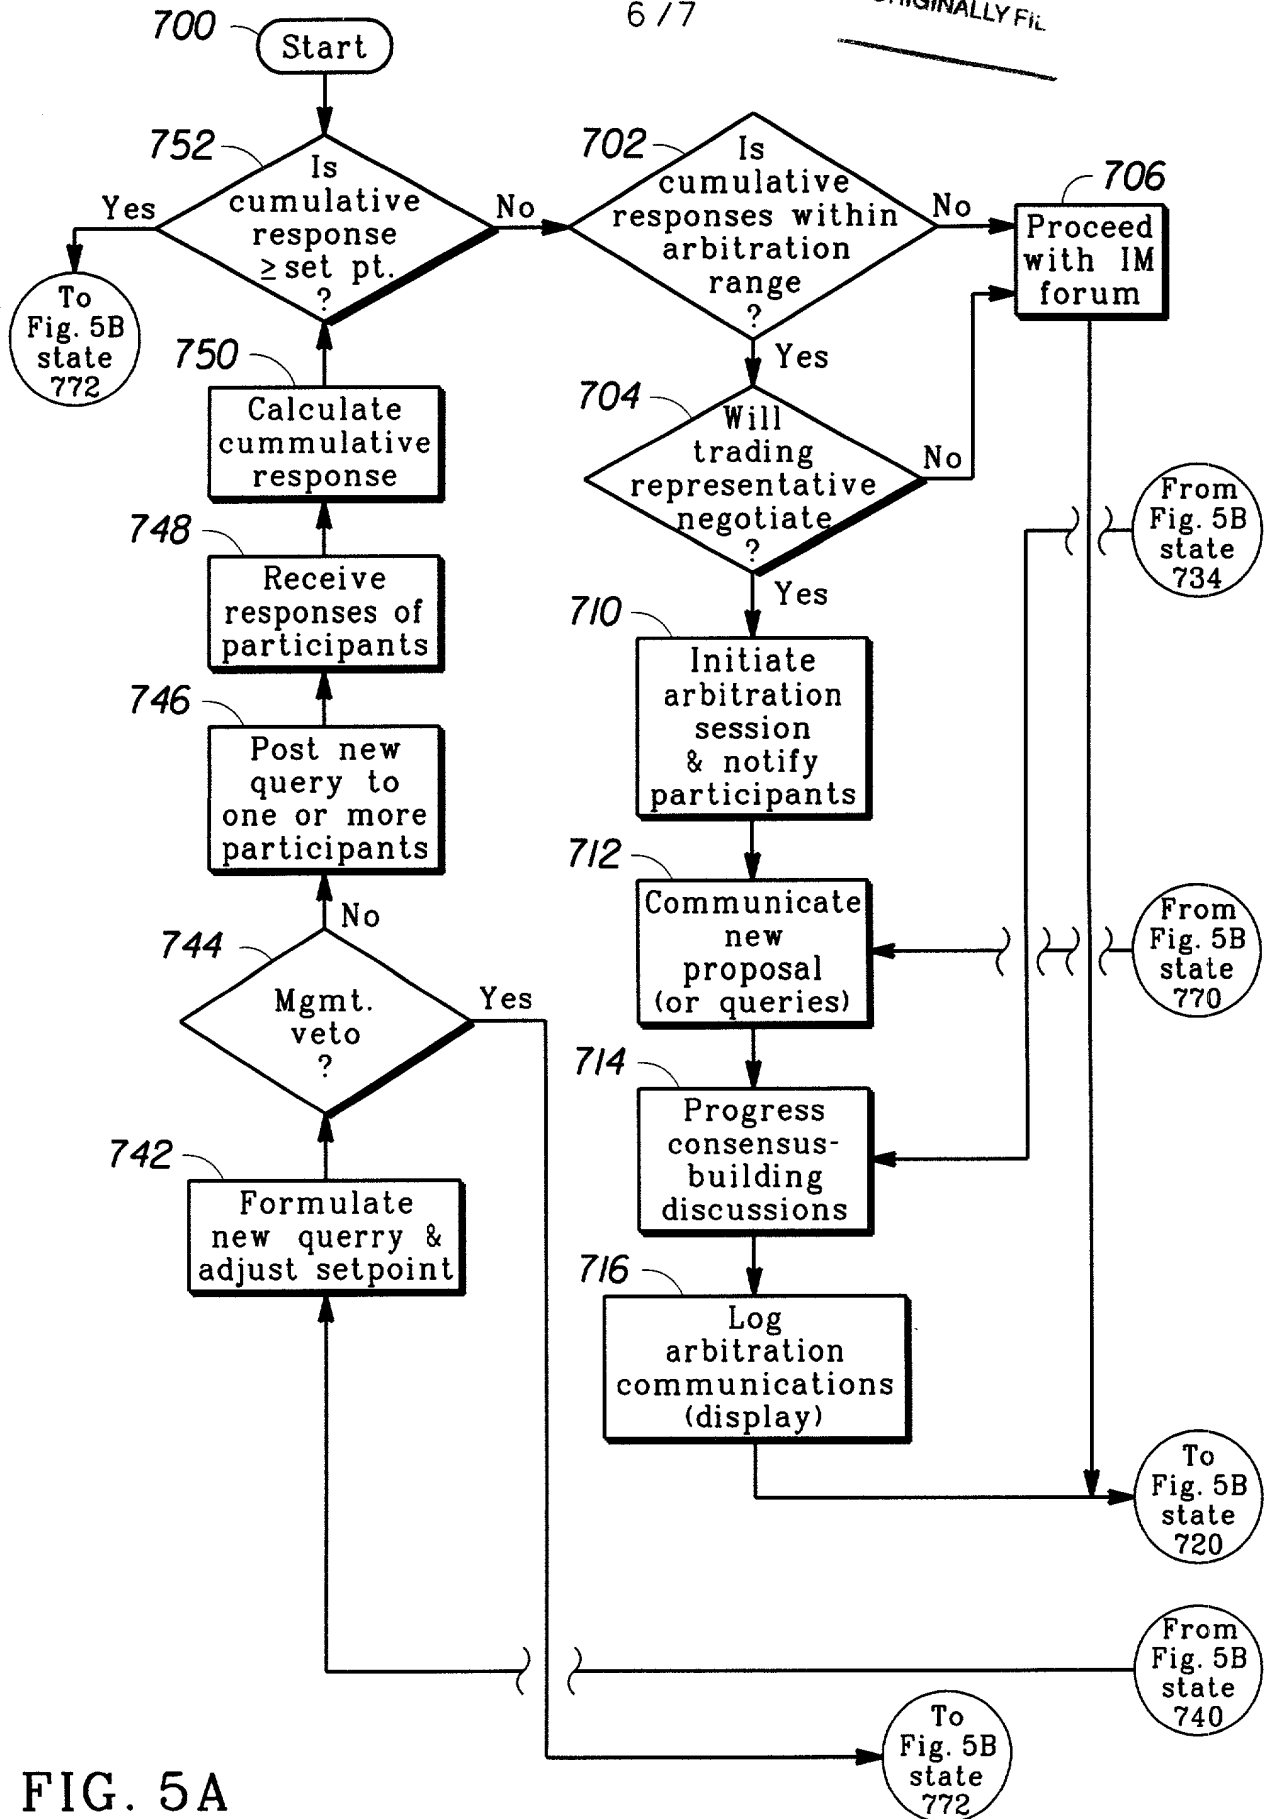 6/7
700
Start
752
Is
cumulative
response
≥ set pt.
?
Yes
No
To
Fig. 5B
state
772
702
Is
cumulative
responses within
arbitration
range
?
No
Yes
706
Proceed
with IM
forum
750
Calculate
cummulative
response
704
Will
trading
representative
negotiate
?
No
Yes
From
Fig. 5B
state
734
748
Receive
responses of
participants
710
Initiate
arbitration
session
& notify
participants
746
Post new
query to
one or more
participants
712
Communicate
new
proposal
(or queries)
From
Fig. 5B
state
770
744
Mgmt.
veto
?
No
Yes
714
Progress
consensus-
building
discussions
742
Formulate
new querry &
adjust setpoint
716
Log
arbitration
communications
(display)
To
Fig. 5B
state
720
From
Fig. 5B
state
740
To
Fig. 5B
state
772
FIG. 5A